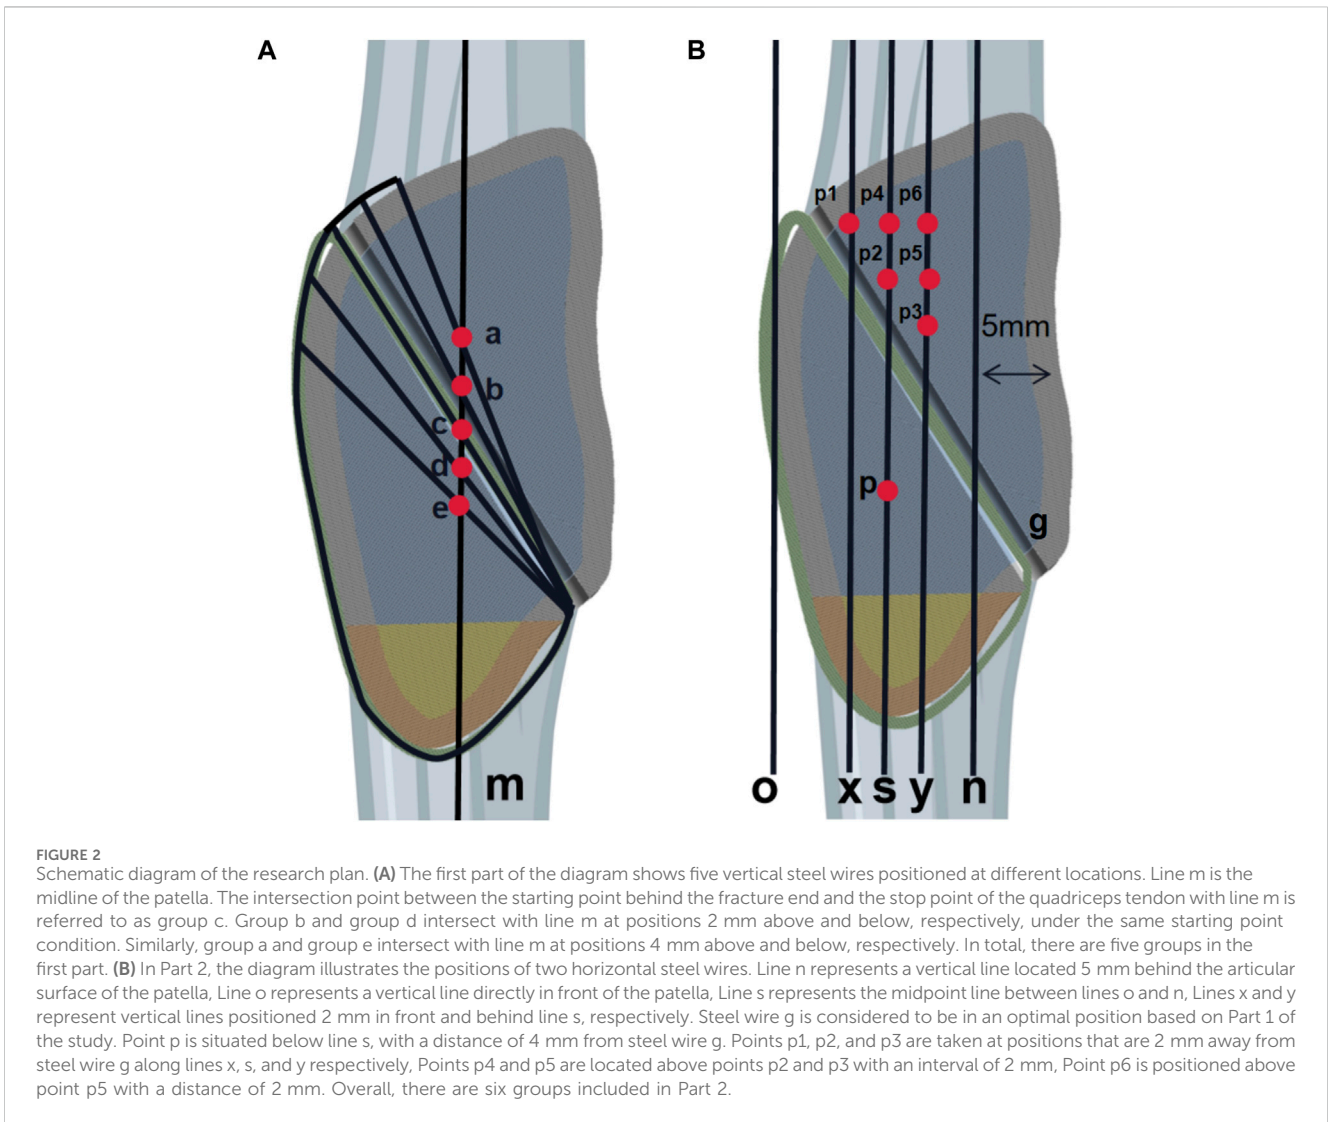 A
B
p1 p4 p6
p2 p5
p3
5mm
a
b
c
d
e
p
g
m
o x s y n
FIGURE 2
Schematic diagram of the research plan. (A) The first part of the diagram shows five vertical steel wires positioned at different locations. Line m is the
midline of the patella. The intersection point between the starting point behind the fracture end and the stop point of the quadriceps tendon with line m is
referred to as group c. Group b and group d intersect with line m at positions 2 mm above and below, respectively, under the same starting point
condition. Similarly, group a and group e intersect with line m at positions 4 mm above and below, respectively. In total, there are five groups in the
first part. (B) In Part 2, the diagram illustrates the positions of two horizontal steel wires. Line n represents a vertical line located 5 mm behind the articular
surface of the patella, Line o represents a vertical line directly in front of the patella, Line s represents the midpoint line between lines o and n, Lines x and y
represent vertical lines positioned 2 mm in front and behind line s, respectively. Steel wire g is considered to be in an optimal position based on Part 1 of
the study. Point p is situated below line s, with a distance of 4 mm from steel wire g. Points p1, p2, and p3 are taken at positions that are 2 mm away from
steel wire g along lines x, s, and y respectively, Points p4 and p5 are located above points p2 and p3 with an interval of 2 mm, Point p6 is positioned above
point p5 with a distance of 2 mm. Overall, there are six groups included in Part 2.